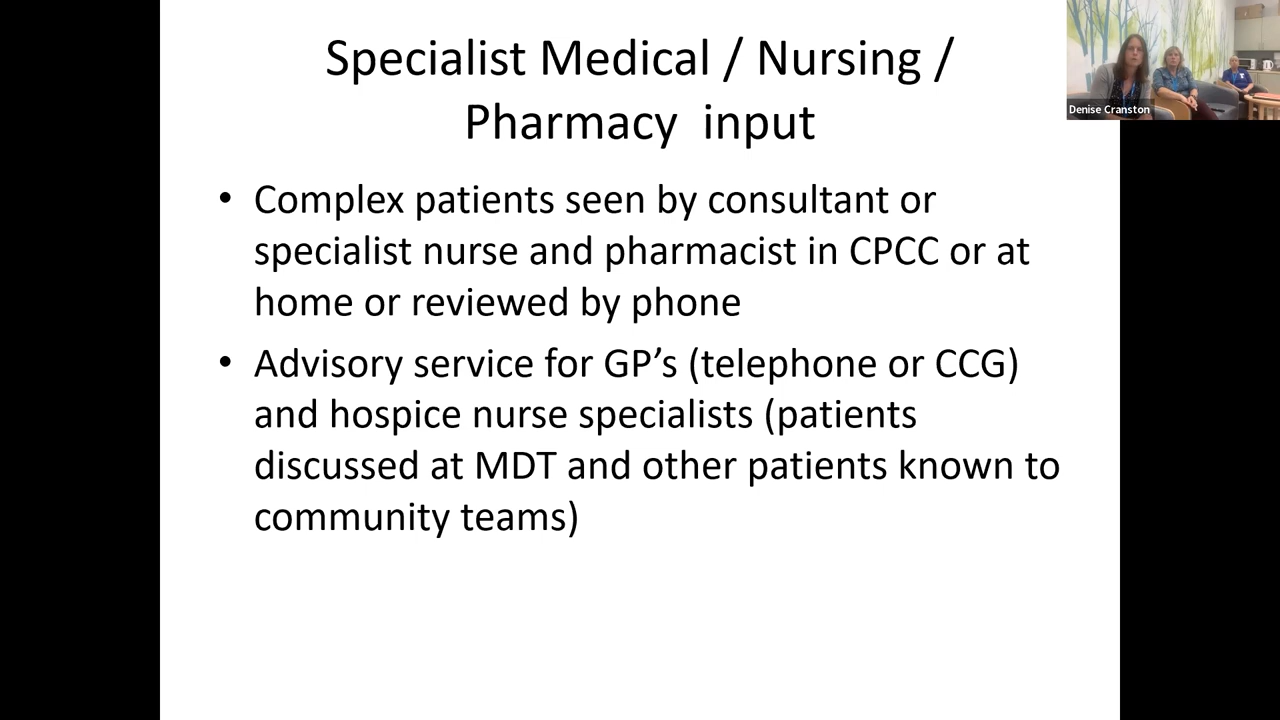 Specialist Medical / Nursing /
Pharmacy  input
• Complex patients seen by consultant or
specialist nurse and pharmacist in CPCC or at
home or reviewed by phone
• Advisory service for GP’s (telephone or CCG)
and hospice nurse specialists (patients
discussed at MDT and other patients known to
community teams)
Denise Cranston